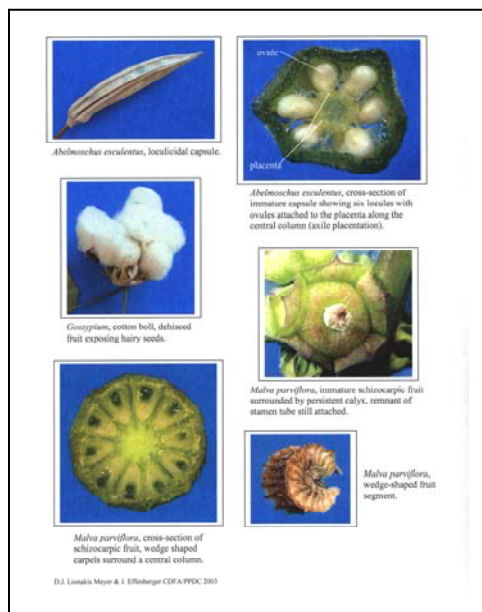 Abelmoschus esculentus, loculicidal capsule.
ovule
placenta
Abelmoschus esculentus, cross-section of
immature capsule showing six locules with
ovules attached to the placenta along the
central column (axile placentation).
Gossypium, cotton boll, dehisced
fruit exposing hairy seeds.
Malva parviflora, immature schizocarpic fruit
surrounded by persistent calyx, remnant of
stamen tube still attached.
Malva parviflora, cross-section of
schizocarpic fruit, wedge shaped
carpels surround a central column.
Malva parviflora,
wedge-shaped fruit
segment.
D.J. Lionakis Meyer & J. Effenberger CDFA/PPDC 2003